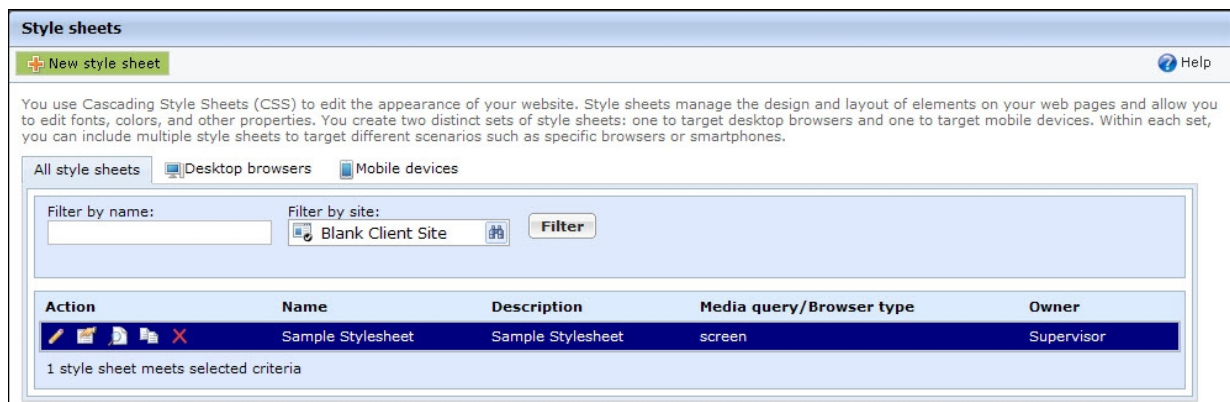 Style sheets
New style sheet
Help
You use Cascading Style Sheets (CSS) to edit the appearance of your website. Style sheets manage the design and layout of elements on your web pages and allow you
to edit fonts, colors, and other properties. You create two distinct sets of style sheets: one to target desktop browsers and one to target mobile devices. Within each set,
you can include multiple style sheets to target different scenarios such as specific browsers or smartphones.
All style sheets Desktop browsers Mobile devices
Filter by name: Filter by site:
Blank Client Site Filter
Action Name Description Media query/Browser type Owner
Sample Stylesheet Sample Stylesheet screen Supervisor
1 style sheet meets selected criteria